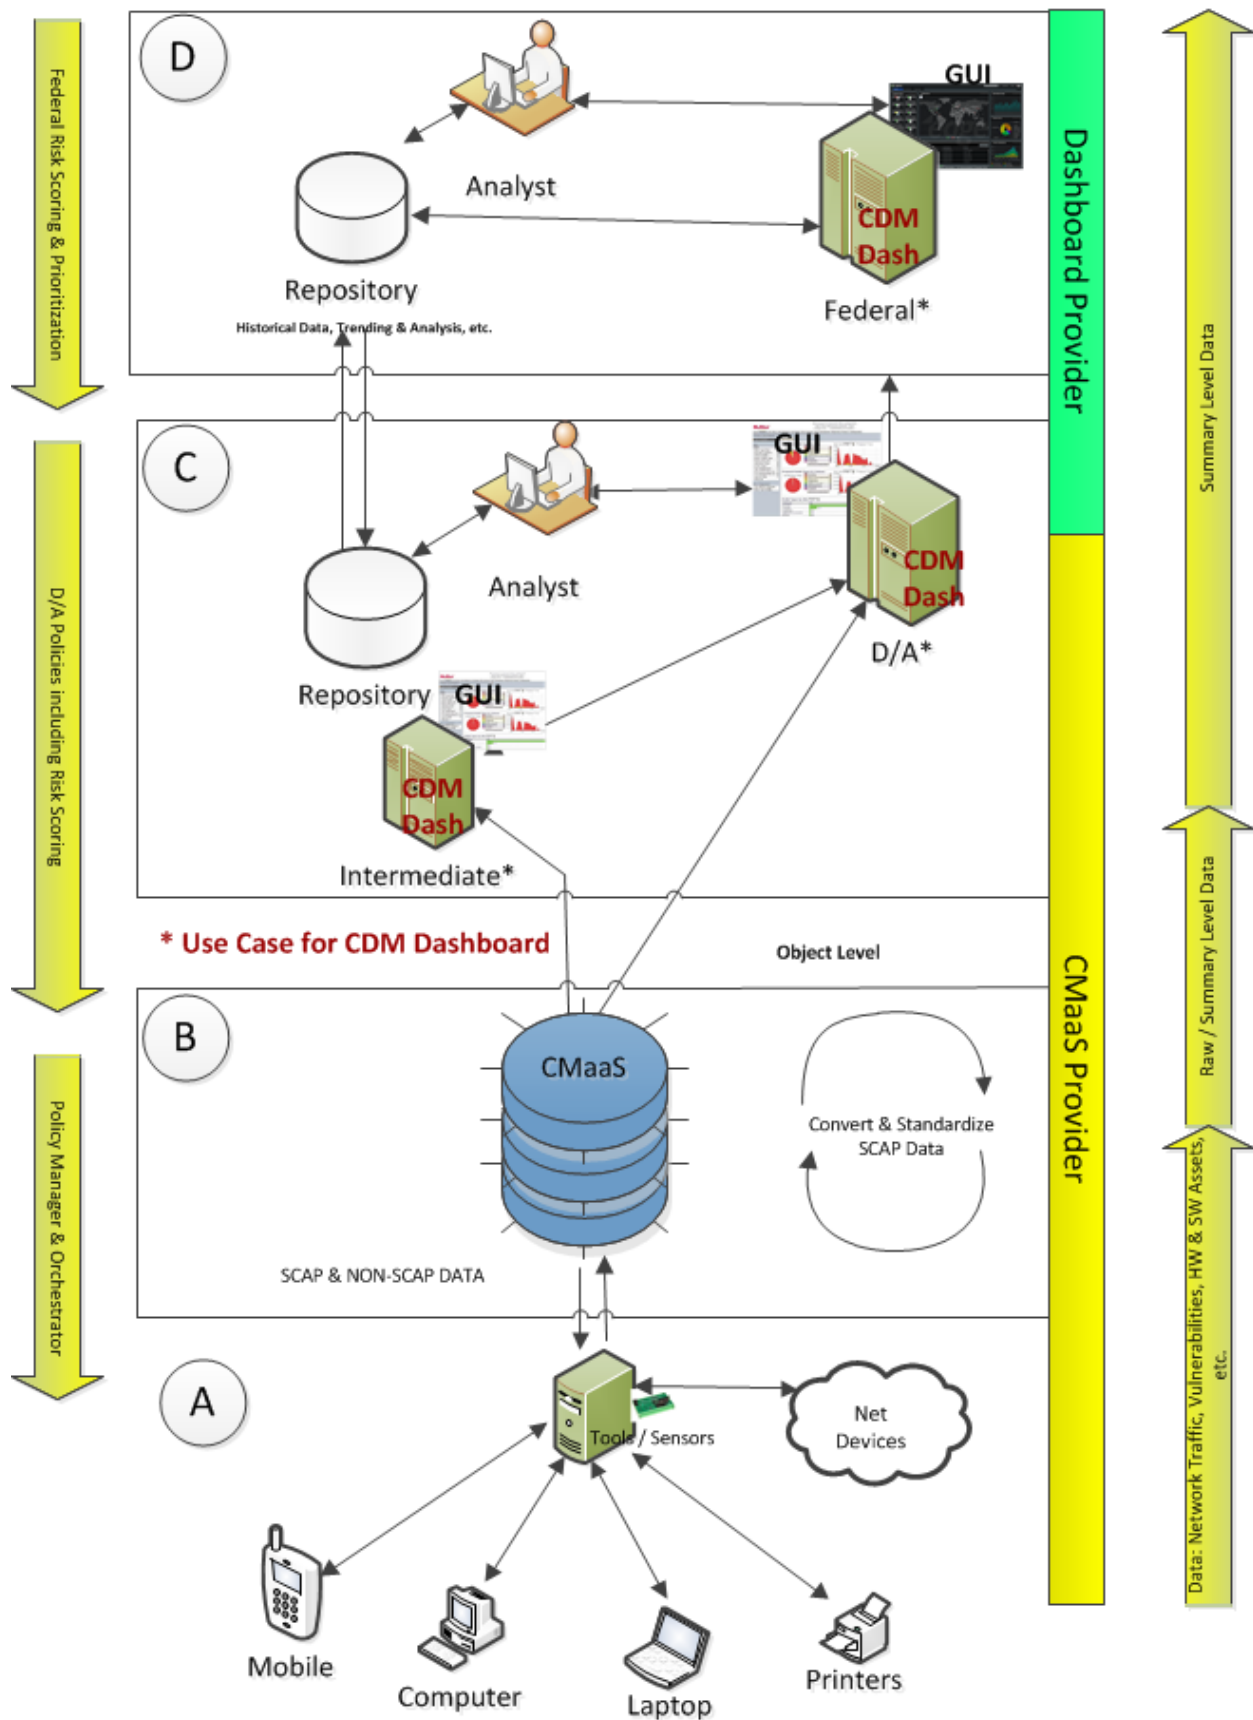 D
GUI
Analyst
CDM
Dash
Repository
Federal*
Historical Data, Trending & Analysis, etc.
Federal Risk Scoring & Prioritization
Dashboard Provider
Summary Level Data
C
GUI
Analyst
CDM
Dash
D/A*
Repository
GUI
CDM
Dash
Intermediate*
D/A Policies including Risk Scoring
* Use Case for CDM Dashboard
Object Level
CMaaS Provider
Raw / Summary Level Data
B
CMaaS
Convert & Standardize
SCAP Data
SCAP & NON-SCAP DATA
Policy Manager & Orchestrator
A
Tools / Sensors
Net
Devices
Data: Network Traffic, Vulnerabilities, HW & SW Assets,
etc.
Mobile
Computer
Laptop
Printers